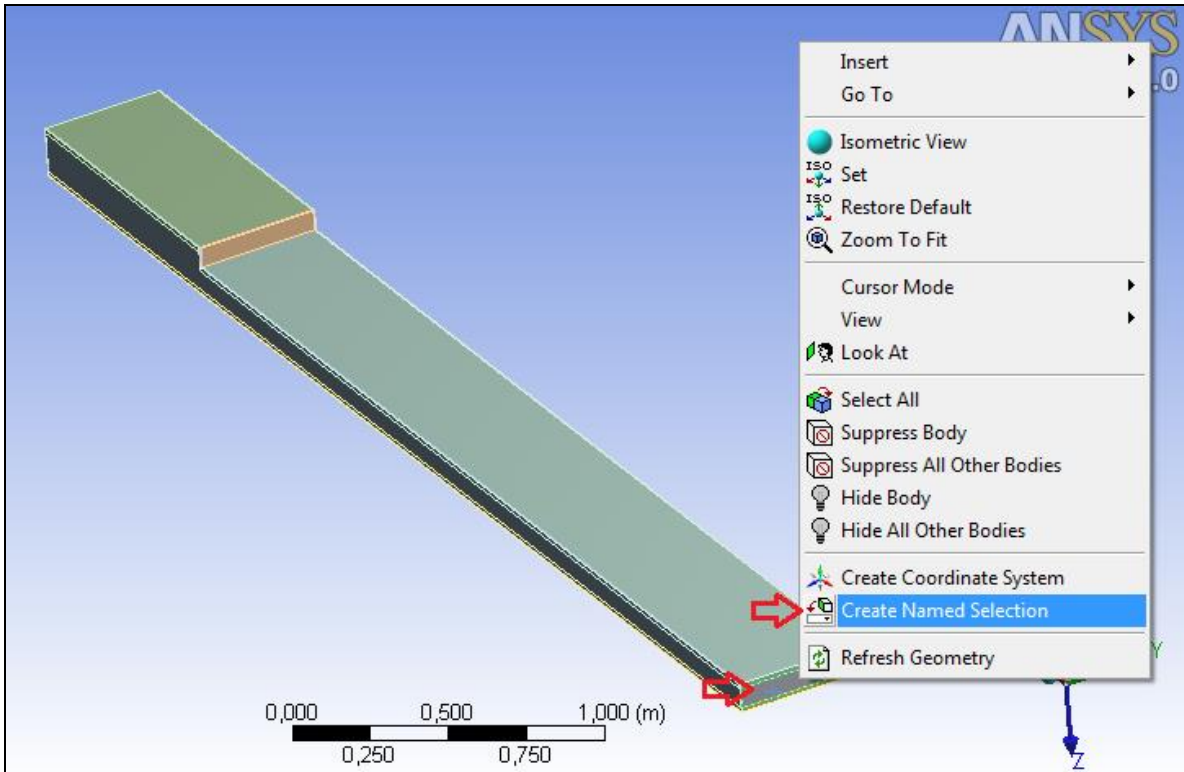 ANSYS
.0
Insert
Go To
Isometric View
ISO Set
ISO Restore Default
Zoom To Fit
Cursor Mode
View
Look At
Select All
Suppress Body
Suppress All Other Bodies
Hide Body
Hide All Other Bodies
Create Coordinate System
Create Named Selection
Refresh Geometry
Y
0,000 0,500 1,000 (m)
0,250 0,750
Z